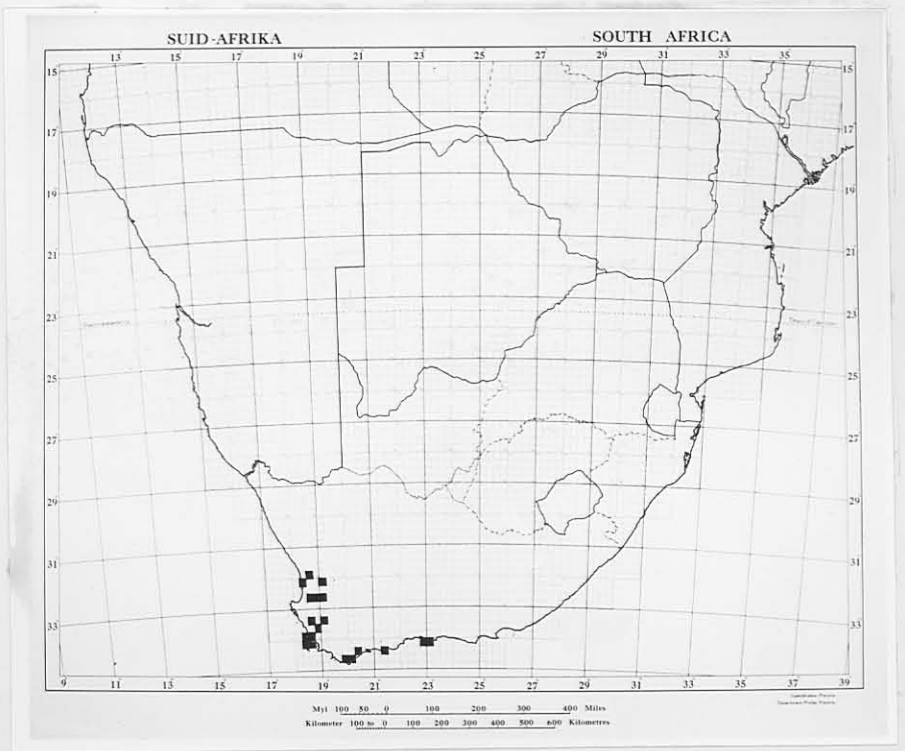 SUID-AFRIKA SOUTH AFRICA
13 15 17 19 21 23 25 27 29 31 33 35
15 15
17 17
19 19
21 21
23 23
25 25
27 27
29 29
31 31
33 33
9 11 13 15 17 19 21 23 25 27 29 31 33 35 37 39
Myl 100 50 0 100 200 300 400 Miles
Kilometer 100 50 0 100 200 300 400 500 600 Kilometres